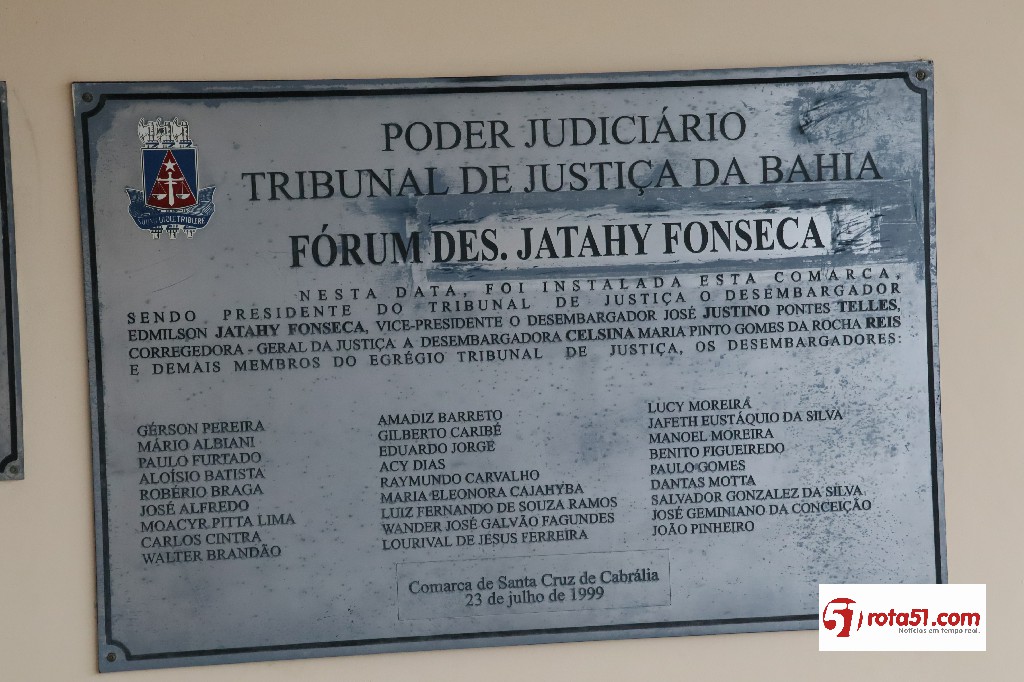 PODER JUDICIÁRIO
TRIBUNAL DE JUSTIÇA DA BAHIA
FÓRUM DES. JATAHY FONSECA
NESTA DATA, FOI INSTALADA ESTA COMARCA,
SENDO PRESIDENTE DO TRIBUNAL DE JUSTIÇA O DESEMBARGADOR
EDMILSON JATAHY FONSECA, VICE-PRESIDENTE O DESEMBARGADOR JOSÉ JUSTINO PONTES TELLES,
CORREGEDORA - GERAL DA JUSTIÇA A DESEMBARGADORA CELSINA MARIA PINTO GOMES DA ROCHA REIS
E DEMAIS MEMBROS DO EGRÉGIO TRIBUNAL DE JUSTIÇA, OS DESEMBARGADORES:
GÉRSON PEREIRA
MÁRIO ALBIANI
PAULO FURTADO
ALOÍSIO BATISTA
ROBÉRIO BRAGA
JOSÉ ALFREDO
MOACYR PITTA LIMA
CARLOS CINTRA
WALTER BRANDÃO
AMADIZ BARRETO
GILBERTO CARIBÉ
EDUARDO JORGE
ACY DIAS
RAYMUNDO CARVALHO
MARIA ELEONORA CAJAHYBA
LUIZ FERNANDO DE SOUZA RAMOS
WANDER JOSÉ GALVÃO FAGUNDES
LOURIVAL DE JESUS FERREIRA
LUCY MOREIRA
JAFETH EUSTÁQUIO DA SILVA
MANOEL MOREIRA
BENITO FIGUEIREDO
PAULO GOMES
DANTAS MOTTA
SALVADOR GONZALEZ DA SILVA
JOSÉ GEMINIANO DA CONCEIÇÃO
JOÃO PINHEIRO
Comarca de Santa Cruz de Cabrália
23 de julho de 1999
rota51.com
Notícias em tempo real.